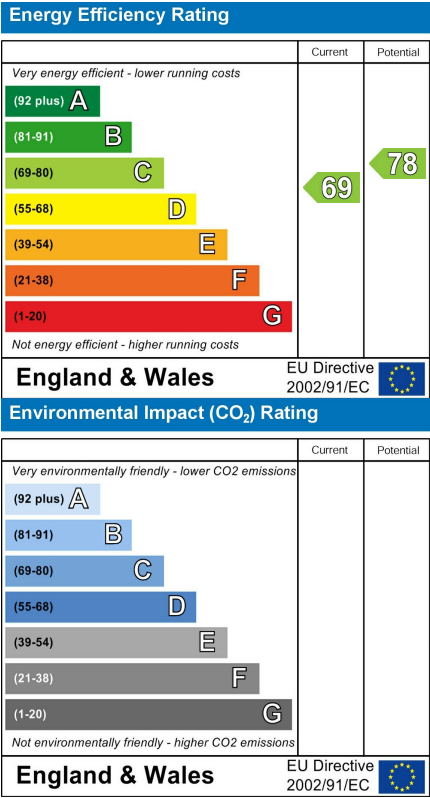 Energy Efficiency Rating
Current Potential
Very energy efficient - lower running costs
(92 plus) A
(81-91) B
(69-80) C
(55-68) D
(39-54) E
(21-38) F
(1-20) G
69
78
Not energy efficient - higher running costs
England & Wales
EU Directive
2002/91/EC
Environmental Impact (CO₂) Rating
Current Potential
Very environmentally friendly - lower CO2 emissions
(92 plus) A
(81-91) B
(69-80) C
(55-68) D
(39-54) E
(21-38) F
(1-20) G
Not environmentally friendly - higher CO2 emissions
England & Wales
EU Directive
2002/91/EC